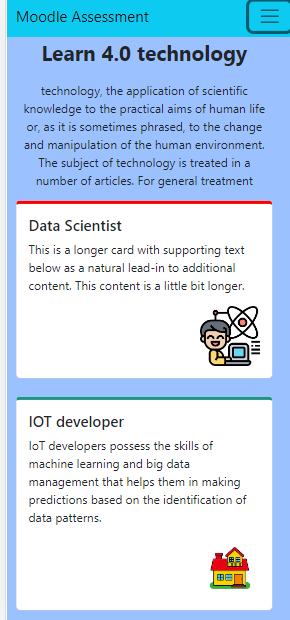 Moodle Assessment
Learn 4.0 technology
technology, the application of scientific
knowledge to the practical aims of human life
or, as it is sometimes phrased, to the change
and manipulation of the human environment.
The subject of technology is treated in a
number of articles. For general treatment
Data Scientist
This is a longer card with supporting text
below as a natural lead-in to additional
content. This content is a little bit longer.
IOT developer
IoT developers possess the skills of
machine learning and big data
management that helps them in making
predictions based on the identification of
data patterns.